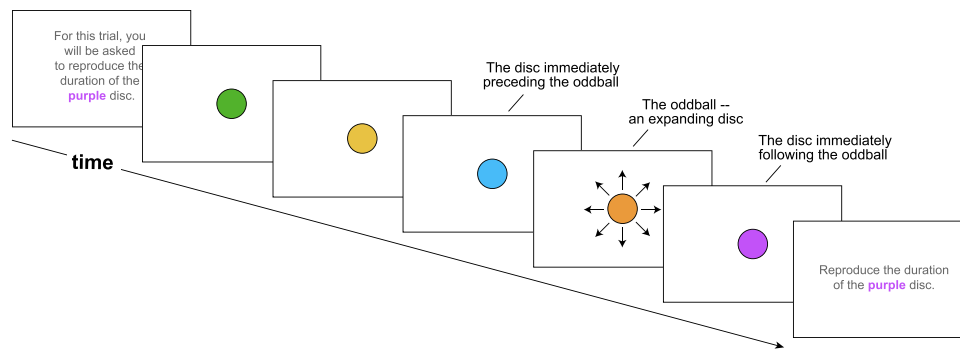 For this trial, you
will be asked
to reproduce the
duration of the
purple disc.
time
The disc immediately
preceding the oddball
The oddball --
an expanding disc
The disc immediately
following the oddball
Reproduce the duration
of the purple disc.